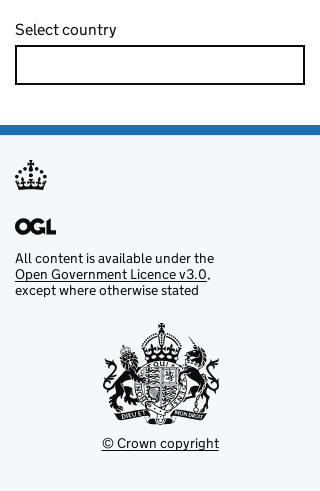 Select country
OGL
All content is available under the
Open Government Licence v3.0,
except where otherwise stated
DIEU ET MON DROIT
© Crown copyright